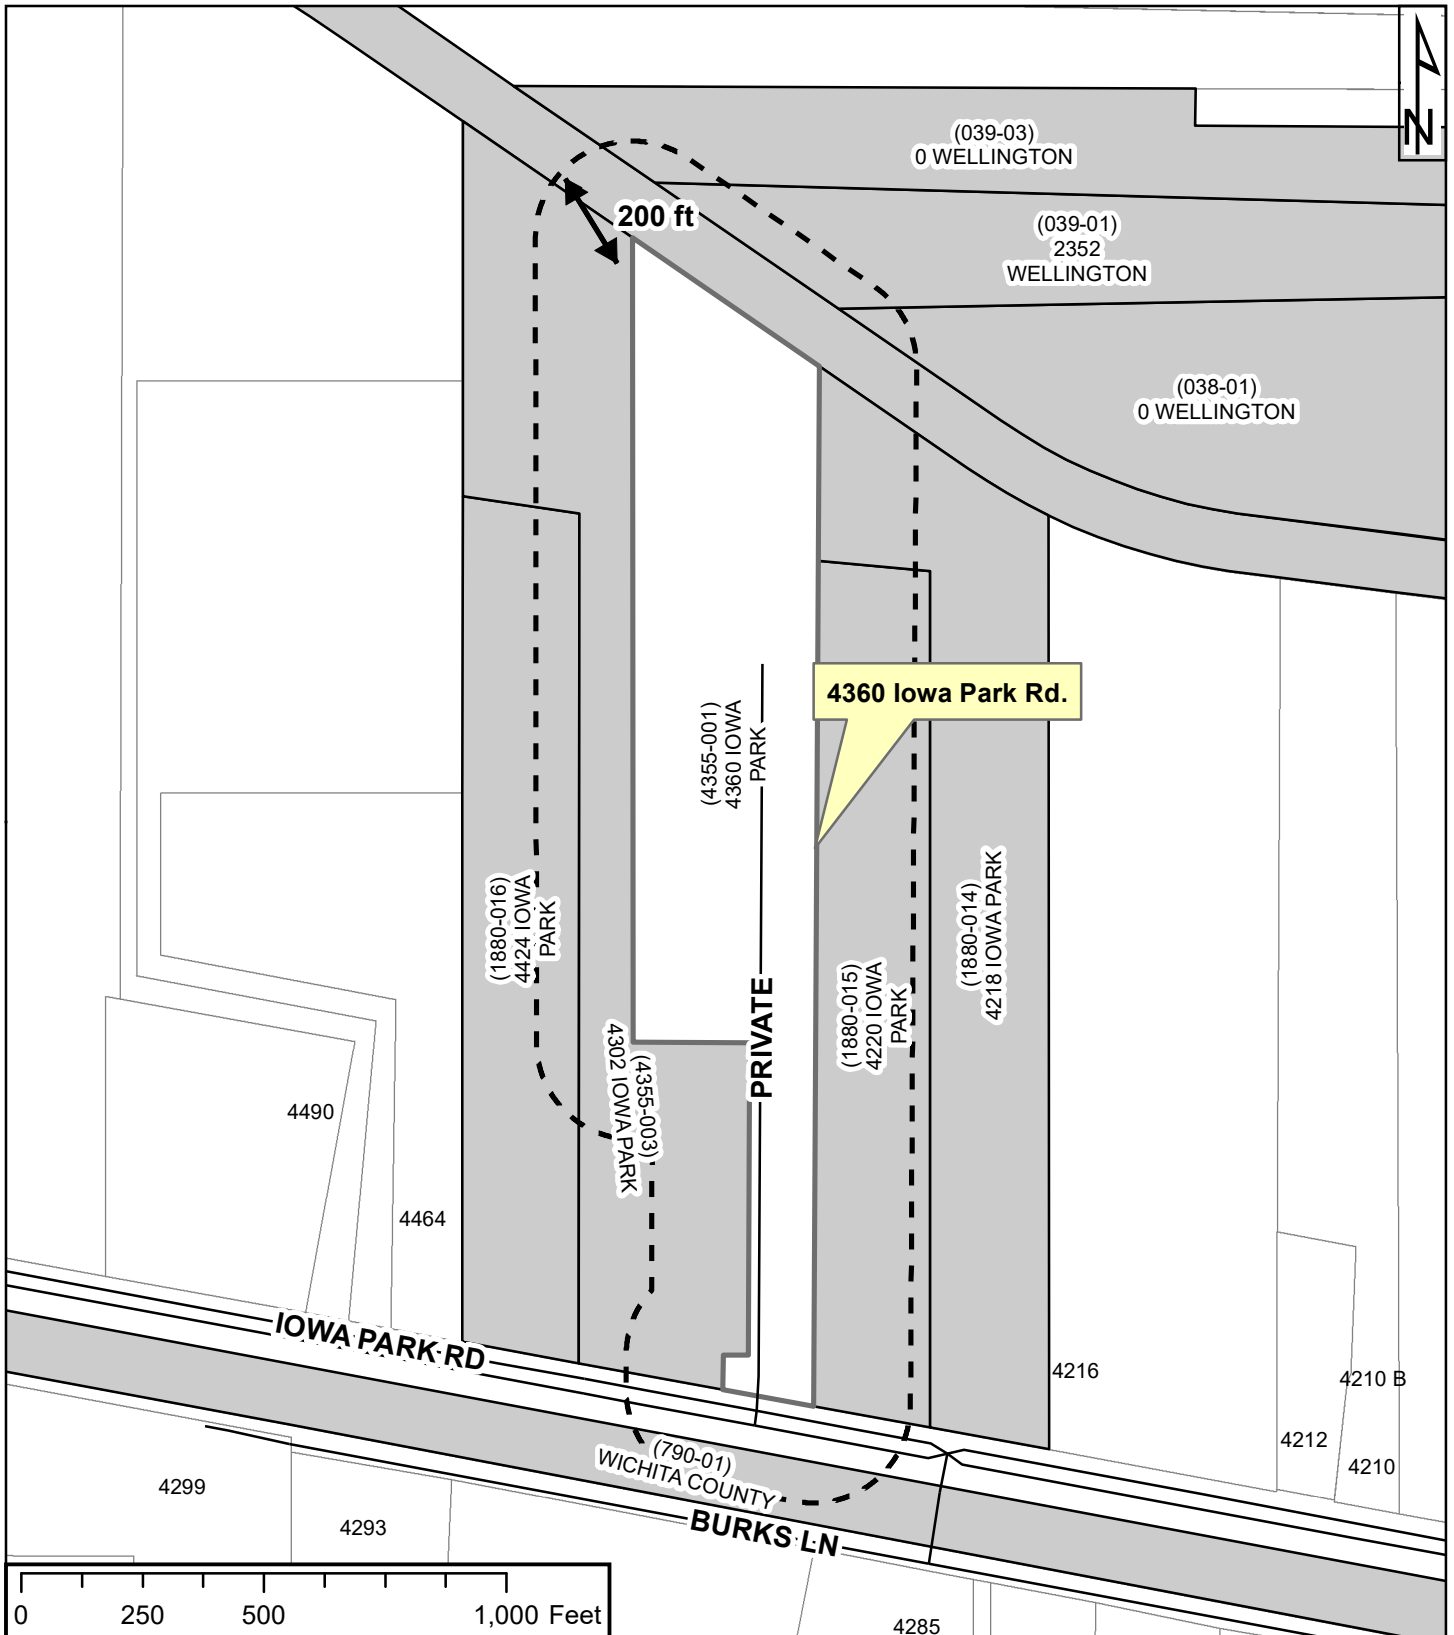 N
(039-03)
0 WELLINGTON
200 ft
(039-01)
2352
WELLINGTON
(038-01)
0 WELLINGTON
4360 Iowa Park Rd.
(4355-001)
4360 IOWA
PARK
(1880-016)
4424 IOWA
PARK
(1880-014)
4218 IOWA PARK
(1880-015)
4220 IOWA
PARK
PRIVATE
(4355-003)
4302 IOWA PARK
4490
4464
IOWA PARK RD
4216
4210 B
4212
4210
(790-01)
WICHITA COUNTY
4299
4293
BURKS LN
0 250 500 1,000 Feet
4285